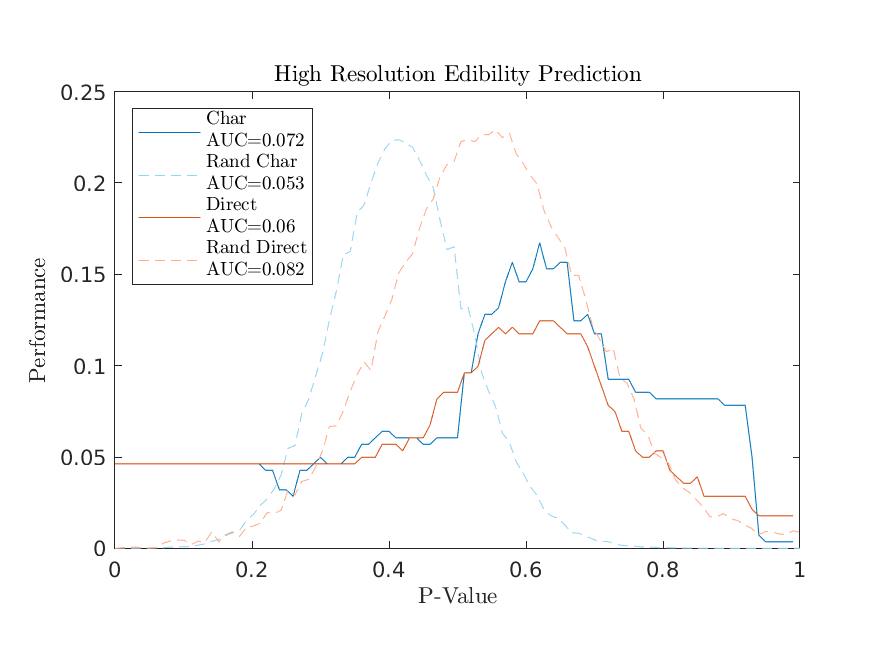 High Resolution Edibility Prediction
0.25
0.2
0.15
0.1
0.05
0
Performance
Char
AUC=0.072
Rand Char
AUC=0.053
Direct
AUC=0.06
Rand Direct
AUC=0.082
0 0.2 0.4 0.6 0.8 1
P-Value